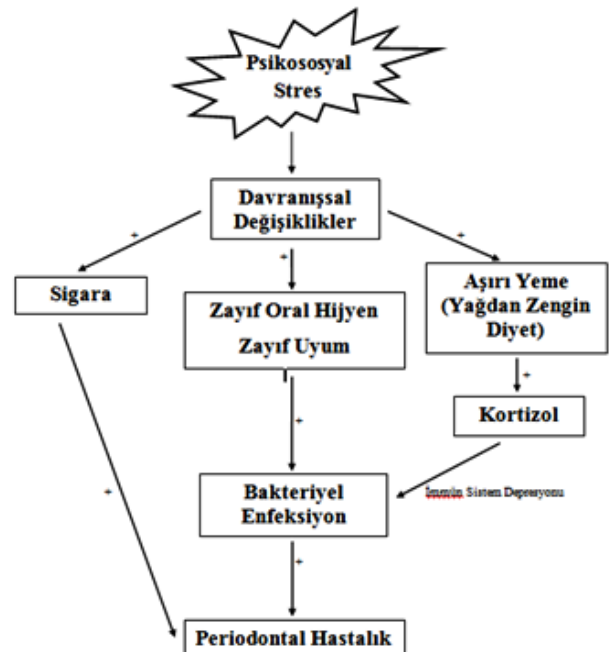 Psikososyal
Stres
Davranışsal
Değişiklikler
+
+
+
Sigara
Zayıf Oral Hijyen
Zayıf Uyum
Aşırı Yeme
(Yağdan Zengin
Diyet)
+
Kortizol
+
+
Bakteriyel
Enfeksiyon
İmmün Sistem Depresyonu
+
Periodontal Hastalık